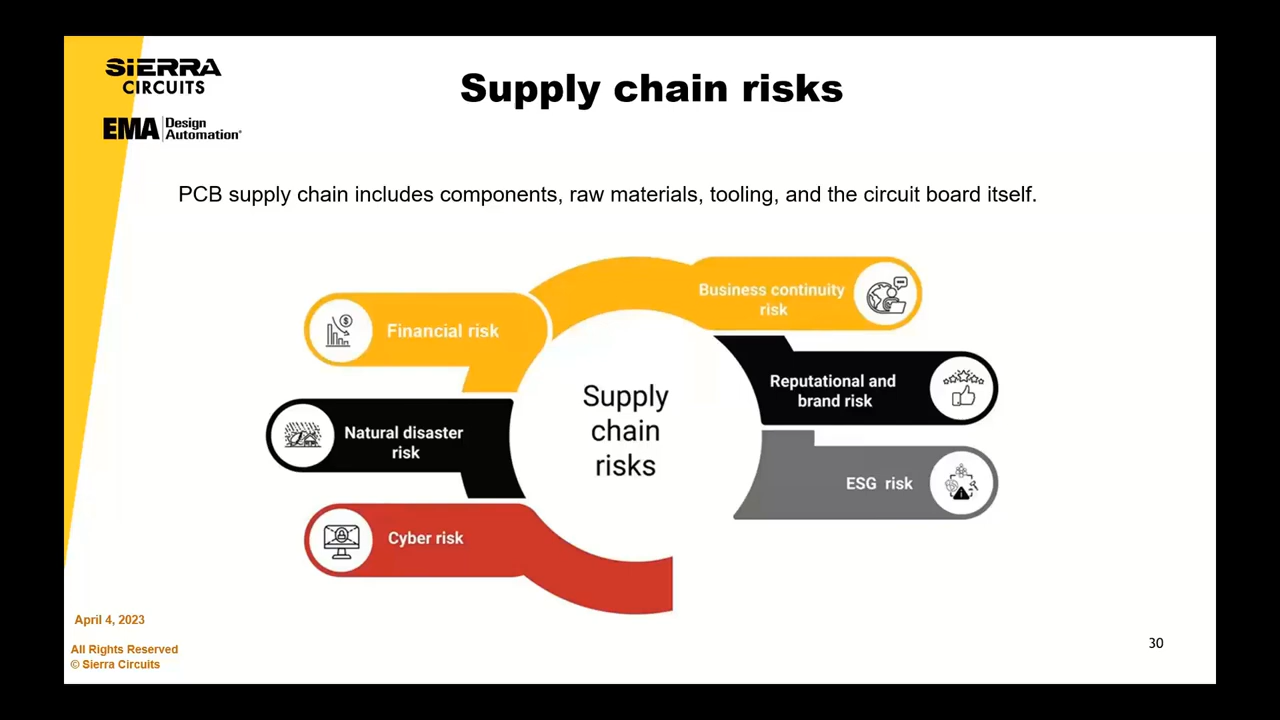 SIERRA
CIRCUITS
EMA Design
Automation®
Supply chain risks
PCB supply chain includes components, raw materials, tooling, and the circuit board itself.
Financial risk
Natural disaster
risk
Cyber risk
Supply
chain
risks
Business continuity
risk
Reputational and
brand risk
ESG risk
April 4, 2023
All Rights Reserved
© Sierra Circuits
30